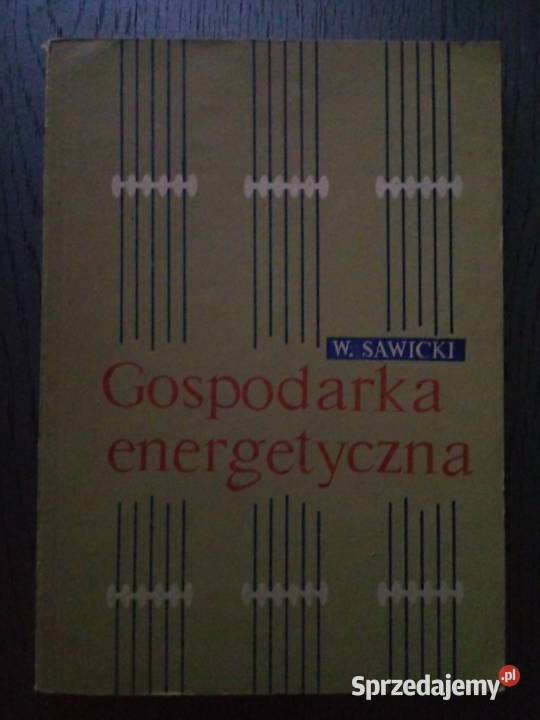 W. SAWICKI
Gospodarka
energetyczna
Sprzedajemy.pl